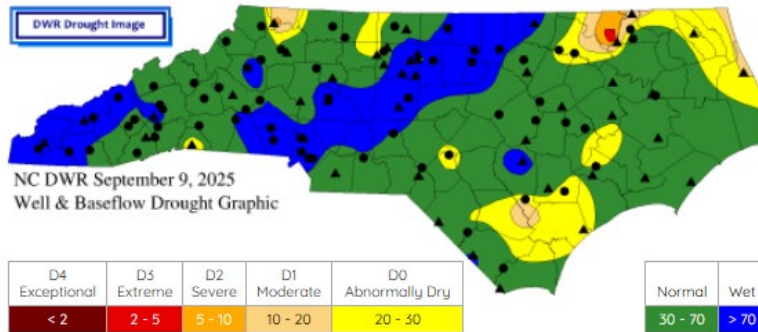 DWR Drought Image
NC DWR September 9, 2025
Well & Baseflow Drought Graphic
D4 D3 D2 D1 D0
Exceptional Extreme Severe Moderate Abnormally Dry Normal Wet
< 2 2 - 5 5 - 10 10 - 20 20 - 30 30 - 70 > 70